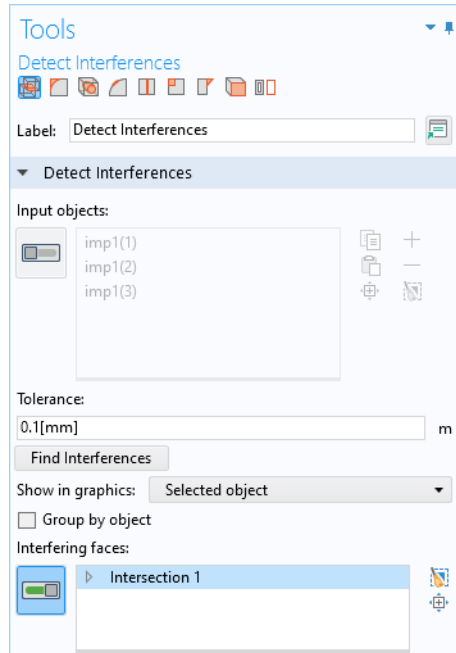 Tools
Detect Interferences
Label: Detect Interferences
Detect Interferences
Input objects:
imp1(1)
imp1(2)
imp1(3)
Tolerance:
0.1[mm] m
Find Interferences
Show in graphics: Selected object
Group by object
Interfering faces:
Intersection 1